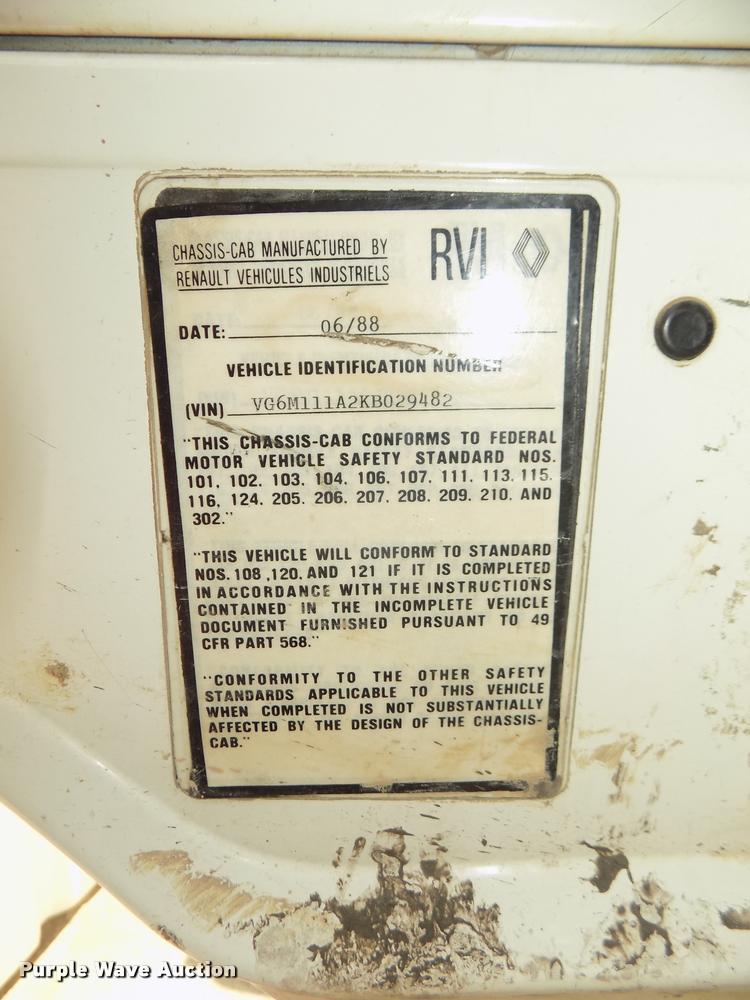 CHASSIS-CAB MANUFACTURED BY
RENAULT VEHICULES INDUSTRIELS
RVI
DATE: 06/88
VEHICLE IDENTIFICATION NUMBER
(VIN) VG6M111A2KB029482
"THIS CHASSIS-CAB CONFORMS TO FEDERAL
MOTOR VEHICLE SAFETY STANDARD NOS.
101, 102. 103. 104. 106. 107. 111. 113. 115.
116, 124. 205. 206. 207. 208. 209. 210. AND
302."
"THIS VEHICLE WILL CONFORM TO STANDARD
NOS. 108 ,120. AND 121 IF IT IS COMPLETED
IN ACCORDANCE WITH THE INSTRUCTIONS
CONTAINED IN THE INCOMPLETE VEHICLE
DOCUMENT FURNISHED PURSUANT TO 49
CFR PART 568."
"CONFORMITY TO THE OTHER SAFETY
STANDARDS APPLICABLE TO THIS VEHICLE
WHEN COMPLETED IS NOT SUBSTANTIALLY
AFFECTED BY THE DESIGN OF THE CHASSIS-
CAB."
Purple Wave Auction